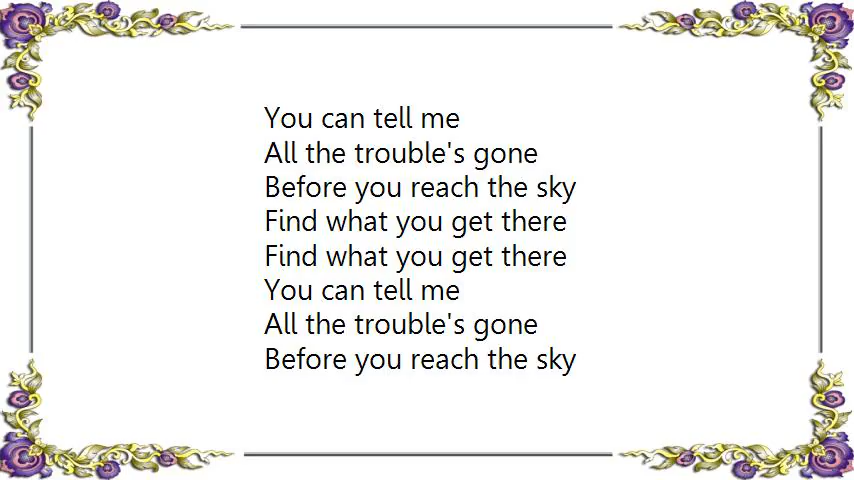 You can tell me
All the trouble's gone
Before you reach the sky
Find what you get there
Find what you get there
You can tell me
All the trouble's gone
Before you reach the sky